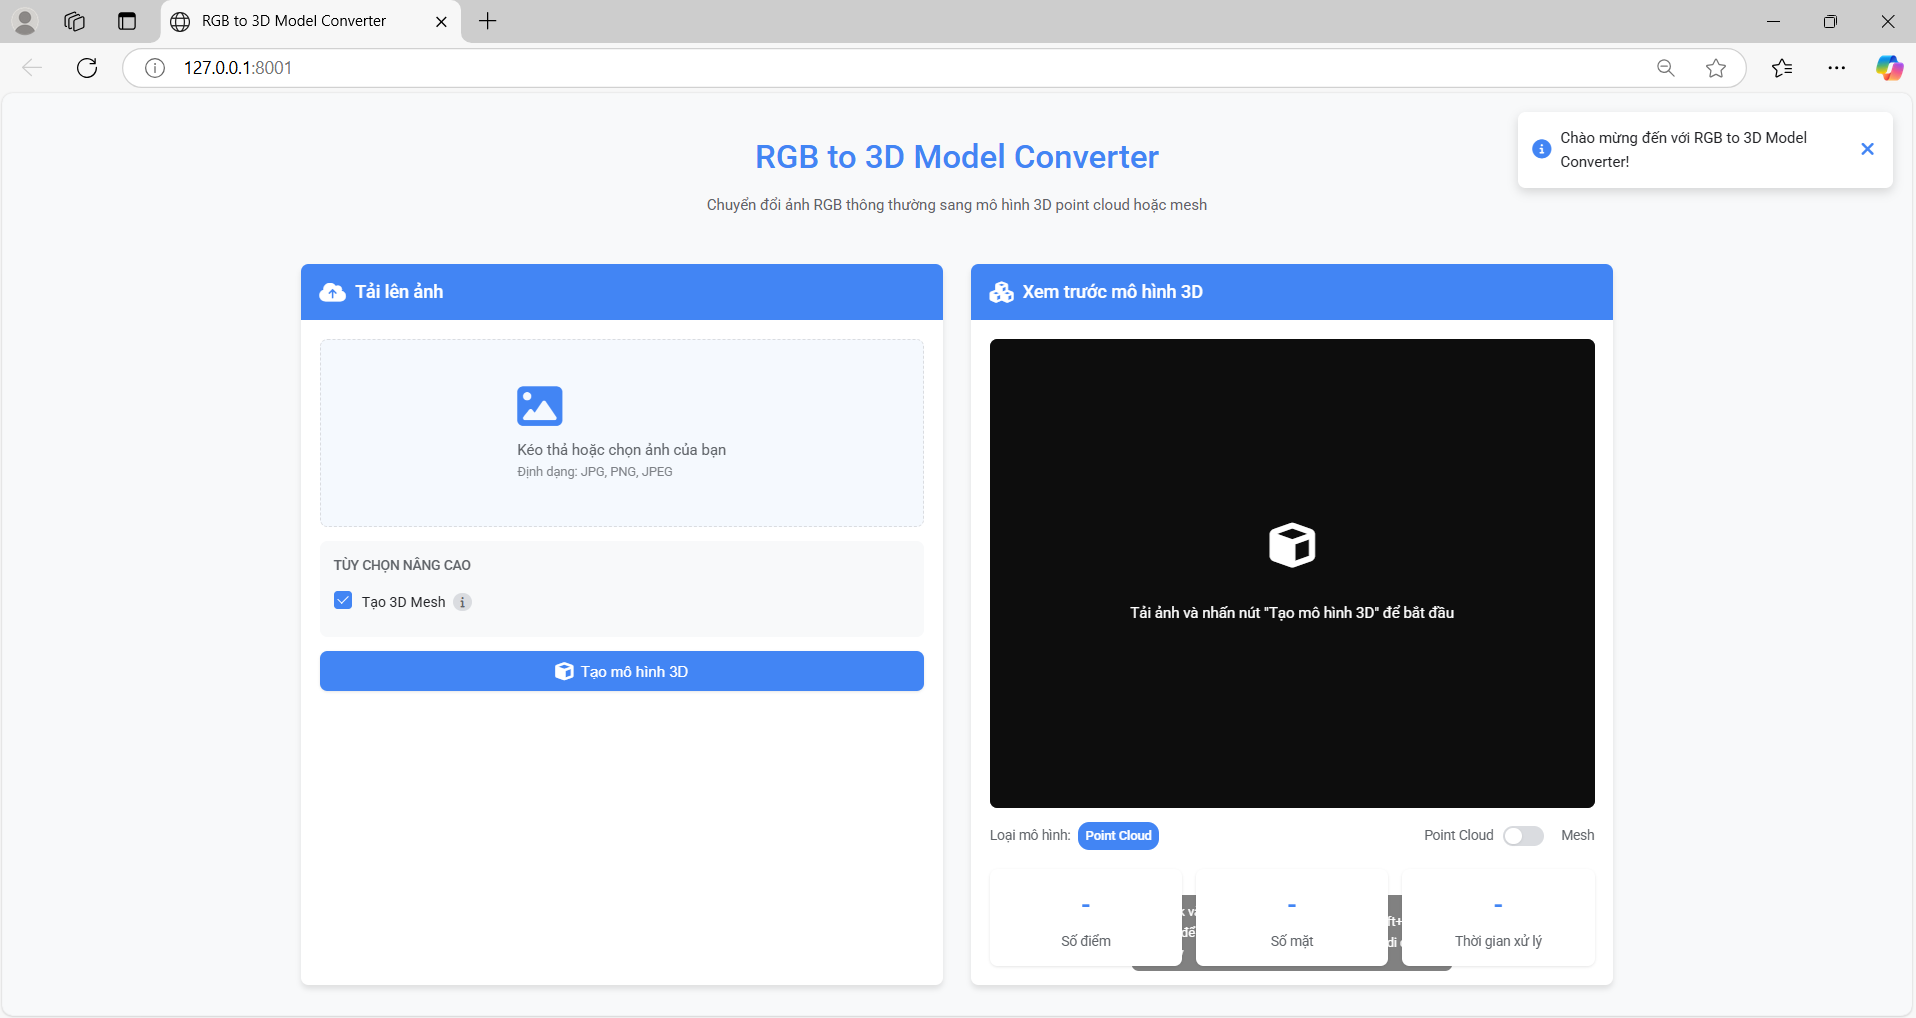 RGB to 3D Model Converter
127.0.0.1:8001
Chào mừng đến với RGB to 3D Model
Converter!
RGB to 3D Model Converter
Chuyển đổi ảnh RGB thông thường sang mô hình 3D point cloud hoặc mesh
Tải lên ảnh
Kéo thả hoặc chọn ảnh của bạn
Định dạng: JPG, PNG, JPEG
TÙY CHỌN NÂNG CAO
Tạo 3D Mesh
Tạo mô hình 3D
Xem trước mô hình 3D
Tải ảnh và nhấn nút "Tạo mô hình 3D" để bắt đầu
Loại mô hình: Point Cloud
Point Cloud Mesh
-
Số điểm
-
Số mặt
-
Thời gian xử lý
để